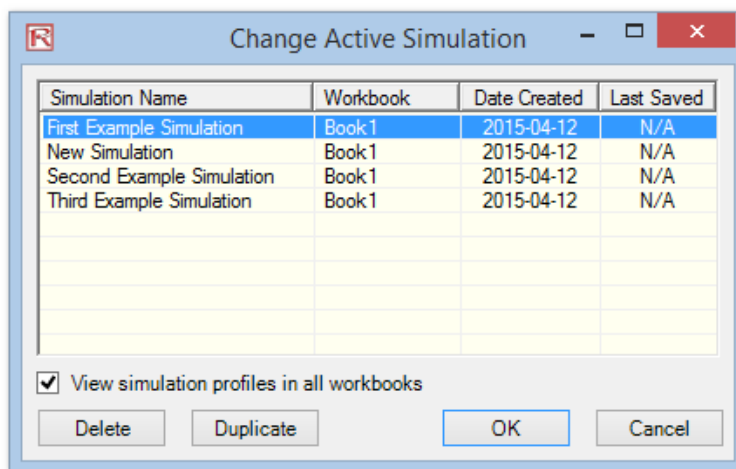 R Change Active Simulation
Simulation Name Workbook Date Created Last Saved
First Example Simulation Book1 2015-04-12 N/A
New Simulation Book1 2015-04-12 N/A
Second Example Simulation Book1 2015-04-12 N/A
Third Example Simulation Book1 2015-04-12 N/A
View simulation profiles in all workbooks
Delete Duplicate OK Cancel